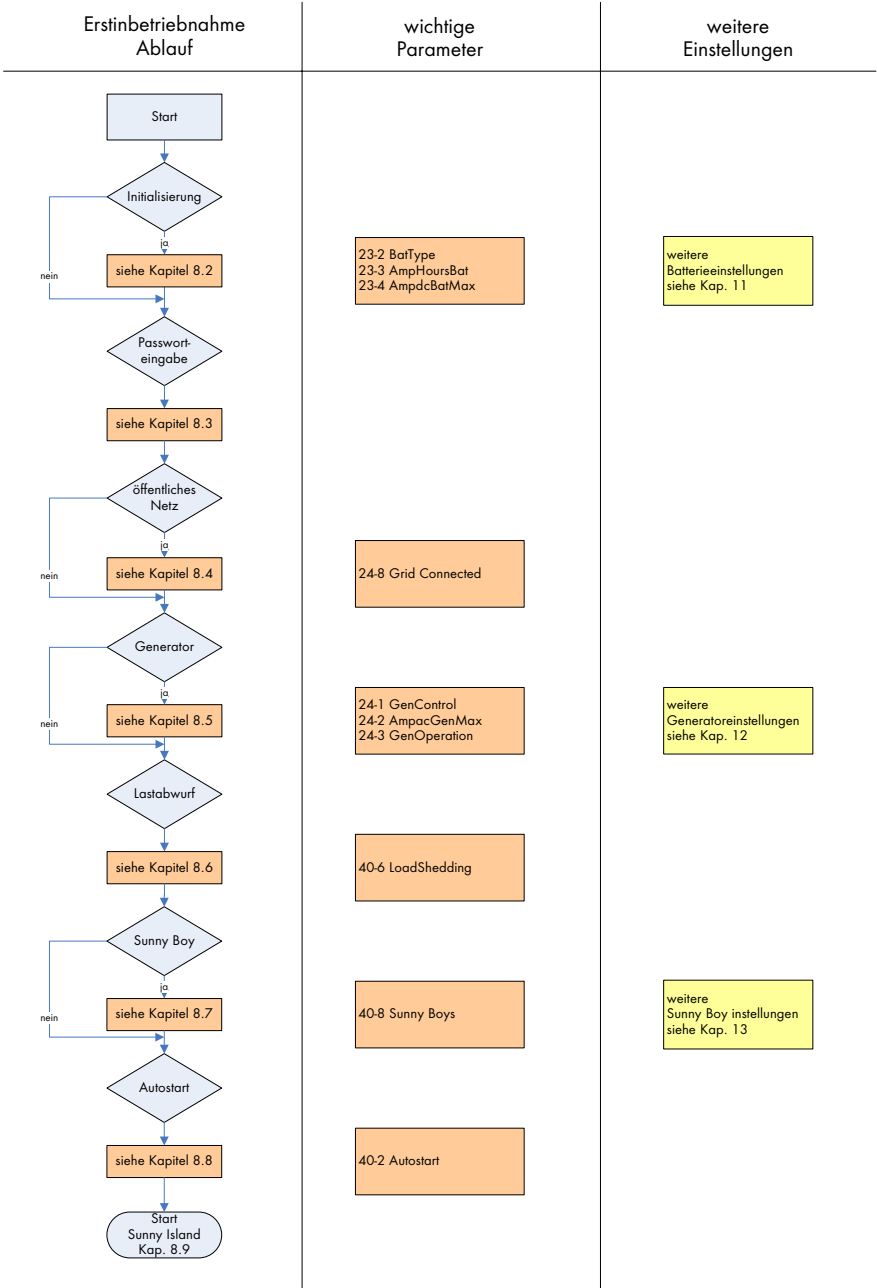 Erstinbetriebnahme
Ablauf
wichtige
Parameter
weitere
Einstellungen
Start
Initialisierung
ja
nein
siehe Kapitel 8.2
23-2 BatType
23-3 AmpHoursBat
23-4 AmpdcBatMax
weitere
Batterieeinstellungen
siehe Kap. 11
Passwort-
eingabe
siehe Kapitel 8.3
öffentliches
Netz
ja
nein
siehe Kapitel 8.4
24-8 Grid Connected
Generator
ja
nein
siehe Kapitel 8.5
24-1 GenControl
24-2 AmpacGenMax
24-3 GenOperation
weitere
Generatoreinstellungen
siehe Kap. 12
Lastabwurf
siehe Kapitel 8.6
40-6 LoadShedding
Sunny Boy
ja
nein
siehe Kapitel 8.7
40-8 Sunny Boys
weitere
Sunny Boy instellungen
siehe Kap. 13
Autostart
siehe Kapitel 8.8
40-2 Autostart
Start
Sunny Island
Kap. 8.9